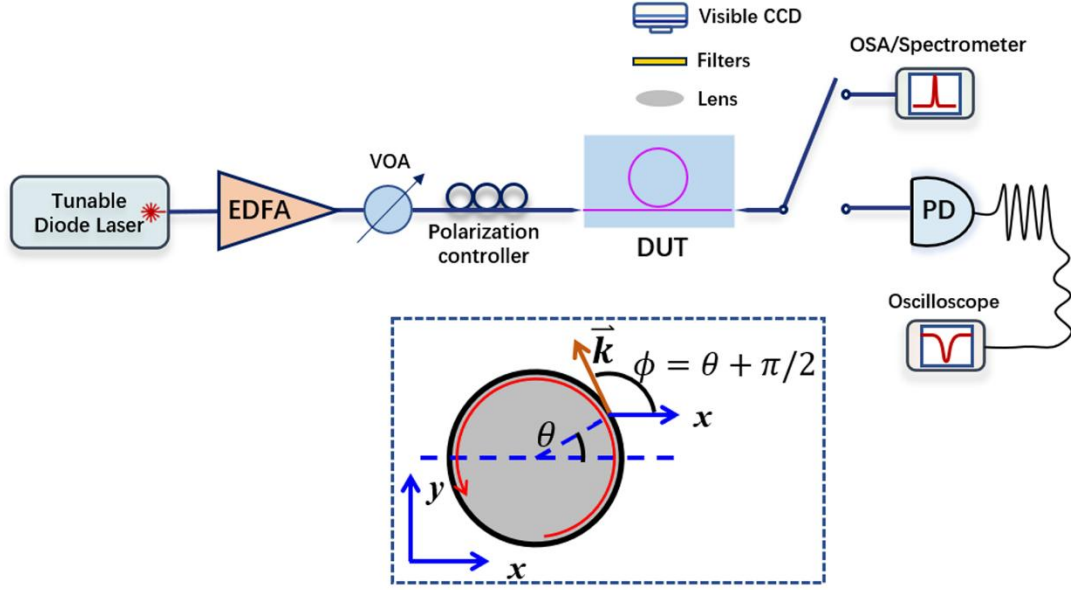 Visible CCD
Filters
Lens
OSA/Spectrometer
Tunable
Diode Laser
EDFA
VOA
Polarization
controller
DUT
PD
Oscilloscope
k⃗
ϕ = θ + π/2
x
θ
y
x